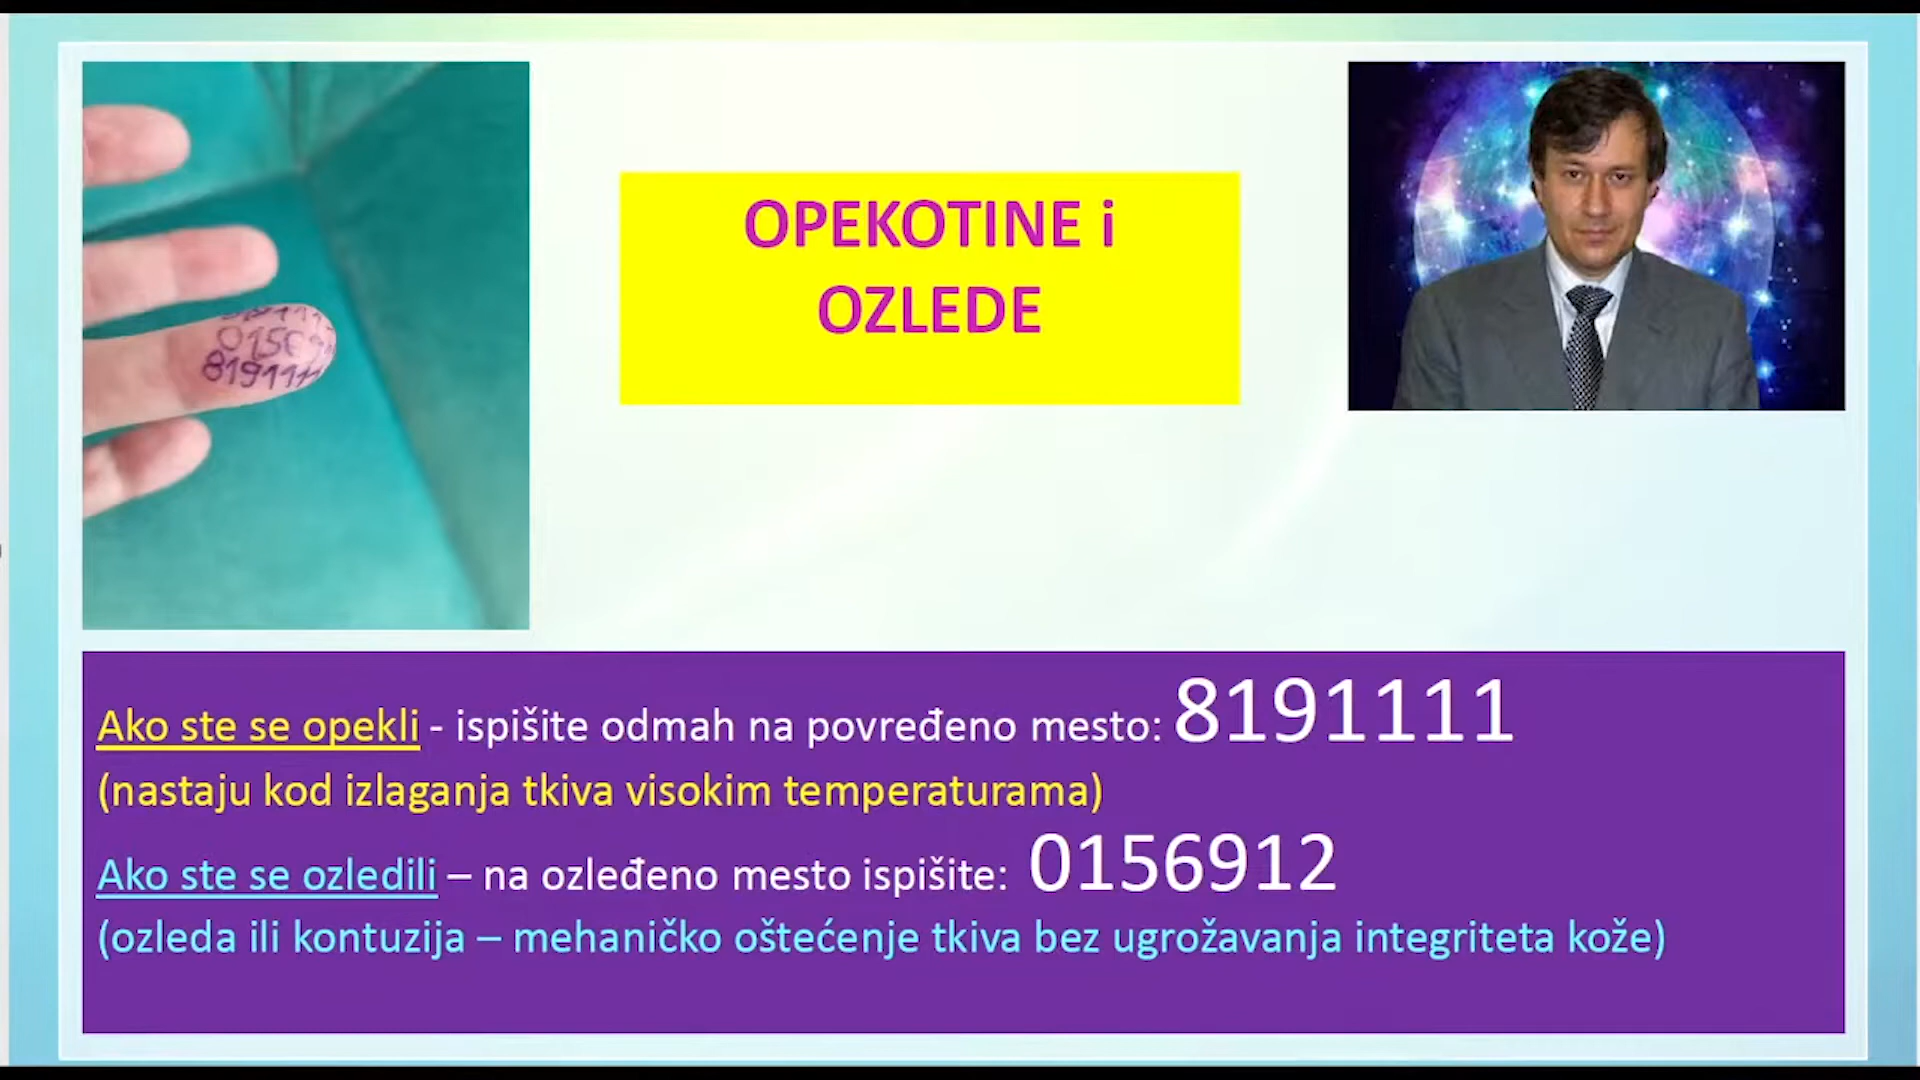 OPEKOTINE i
OZLEDE
8191111
Ako ste se opekli - ispišite odmah na povređeno mesto: 8191111
(nastaju kod izlaganja tkiva visokim temperaturama)
Ako ste se ozledili – na ozleđeno mesto ispišite: 0156912
(ozleda ili kontuzija – mehaničko oštećenje tkiva bez ugrožavanja integriteta kože)